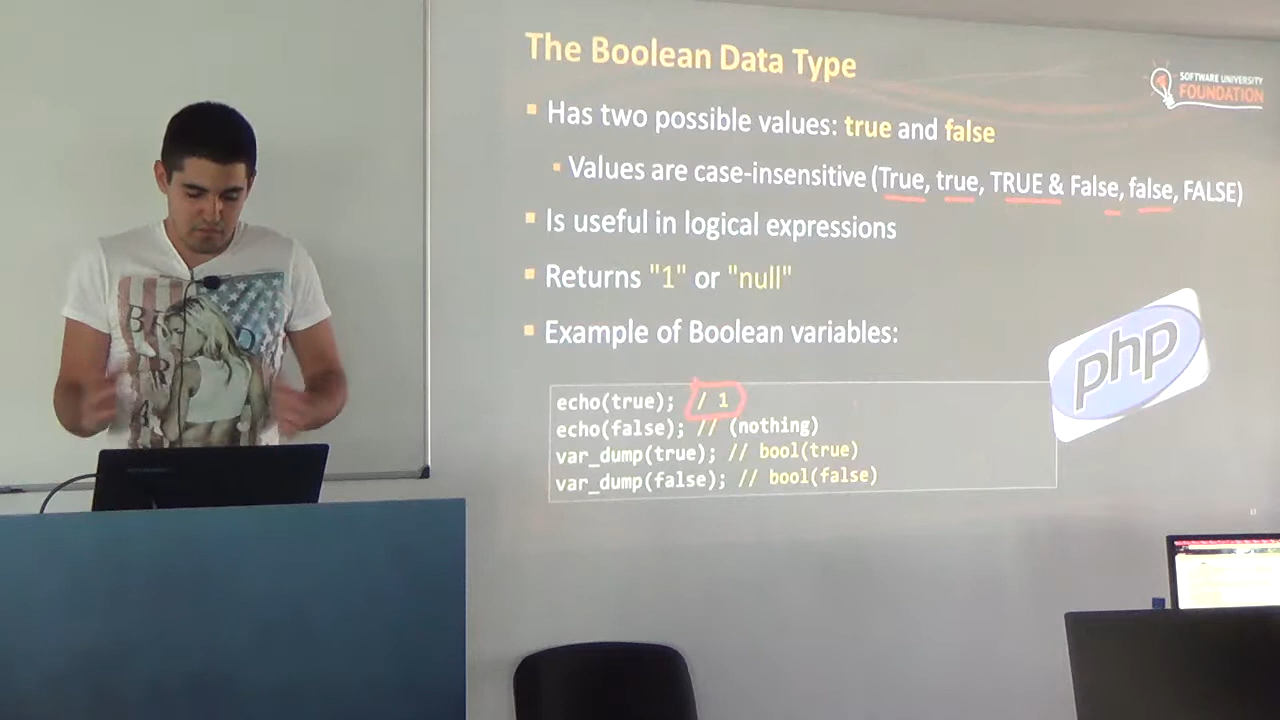 The Boolean Data Type
SOFTWARE UNIVERSITY
FOUNDATION
Has two possible values: true and false
Values are case-insensitive (True, true, TRUE & False, false, FALSE)
Is useful in logical expressions
Returns "1" or "null"
Example of Boolean variables:
php
echo(true); / 1
echo(false); // (nothing)
var_dump(true); // bool(true)
var_dump(false); // bool(false)